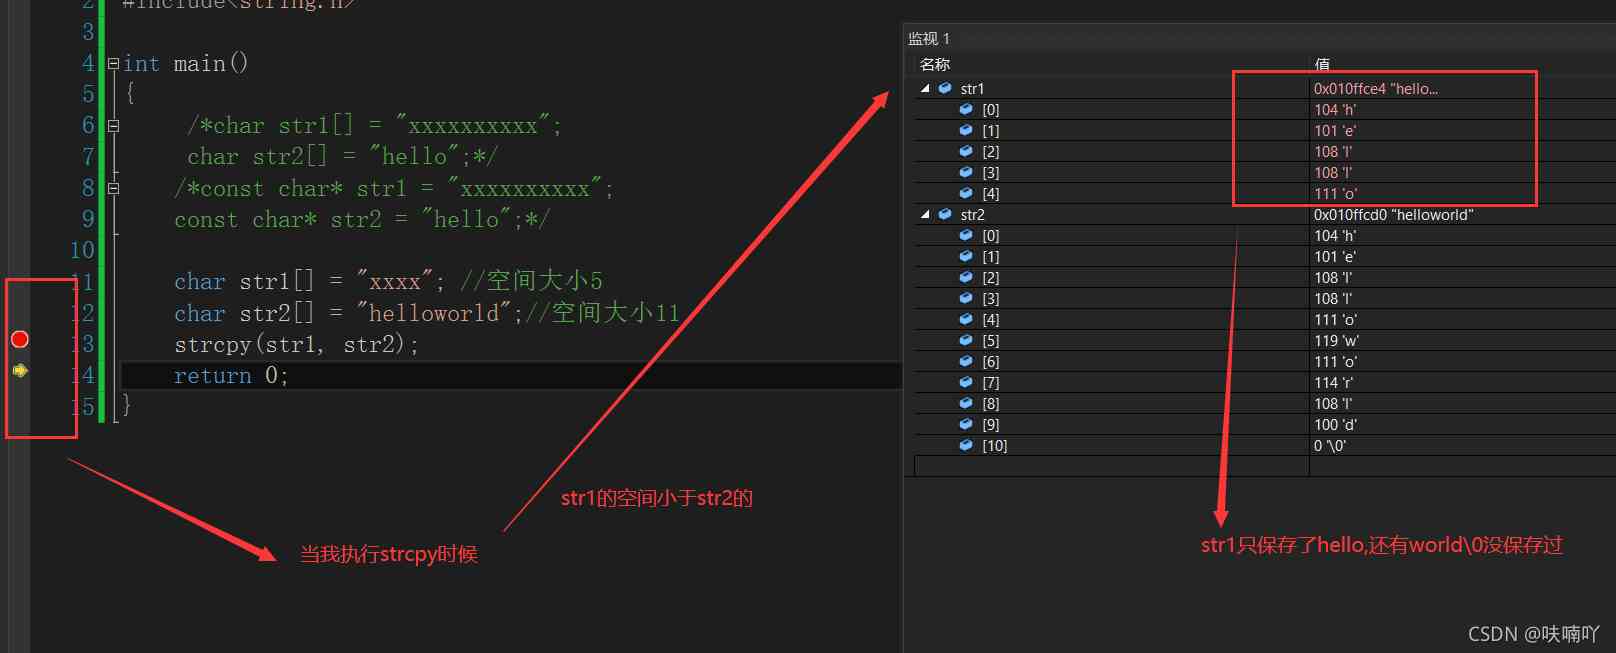 2 #include<string.h>
3
4 int main()
5 {
6 /*char str1[] = "xxxxxxxxxx";
7 char str2[] = "hello";*/
8 /*const char* str1 = "xxxxxxxxxx";
9 const char* str2 = "hello";*/
10
11 char str1[] = "xxxx"; //空间大小5
12 char str2[] = "helloworld";//空间大小11
13 strcpy(str1, str2);
14 return 0;
15 }
当我执行strcpy时候
str1的空间小于str2的
监视 1
名称 值
str1 0x010ffce4 "hello...
[0] 104 'h'
[1] 101 'e'
[2] 108 'l'
[3] 108 'l'
[4] 111 'o'
str2 0x010ffcd0 "helloworld"
[0] 104 'h'
[1] 101 'e'
[2] 108 'l'
[3] 108 'l'
[4] 111 'o'
[5] 119 'w'
[6] 111 'o'
[7] 114 'r'
[8] 108 'l'
[9] 100 'd'
[10] 0 '\0'
str1只保存了hello,还有world\0没保存过
CSDN @呋喃吖